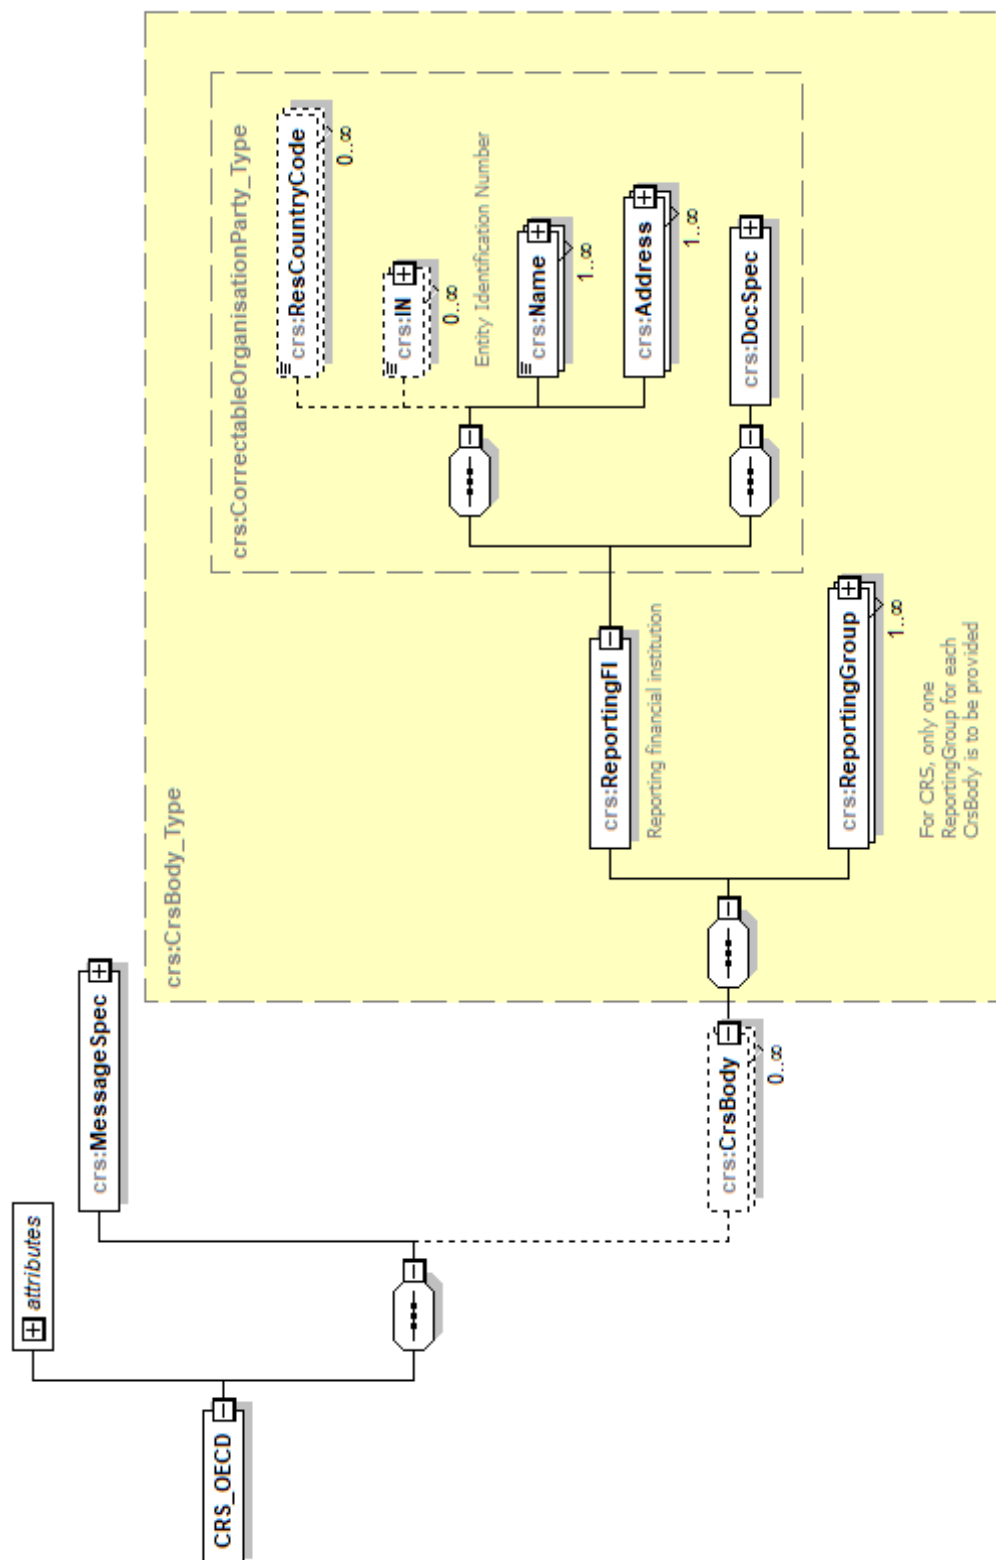 CRS_OECD
attributes
crs:MessageSpec
crs:CrsBody
0..∞
crs:CrsBody_Type
crs:ReportingFI
Reporting financial institution
crs:CorrectableOrganisationParty_Type
crs:ResCountryCode
0..∞
crs:IN
0..∞
Entity Identification Number
crs:Name
1..∞
crs:Address
1..∞
crs:DocSpec
crs:ReportingGroup
1..∞
For CRS, only one
ReportingGroup for each
CrsBody is to be provided